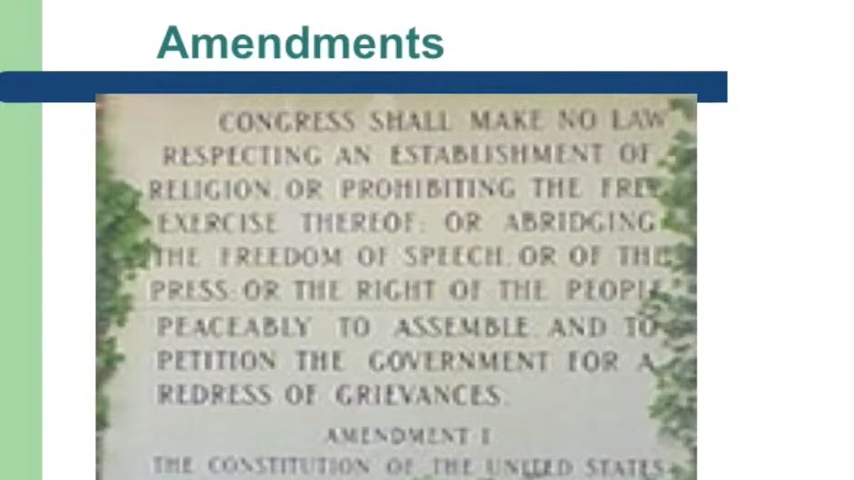 Amendments
CONGRESS SHALL MAKE NO LAW
RESPECTING AN ESTABLISHMENT OF
RELIGION, OR PROHIBITING THE FREE
EXERCISE THEREOF; OR ABRIDGING
THE FREEDOM OF SPEECH, OR OF THE
PRESS; OR THE RIGHT OF THE PEOPLE
PEACEABLY TO ASSEMBLE AND TO
PETITION THE GOVERNMENT FOR A
REDRESS OF GRIEVANCES.
AMENDMENT I
THE CONSTITUTION OF THE UNITED STATES